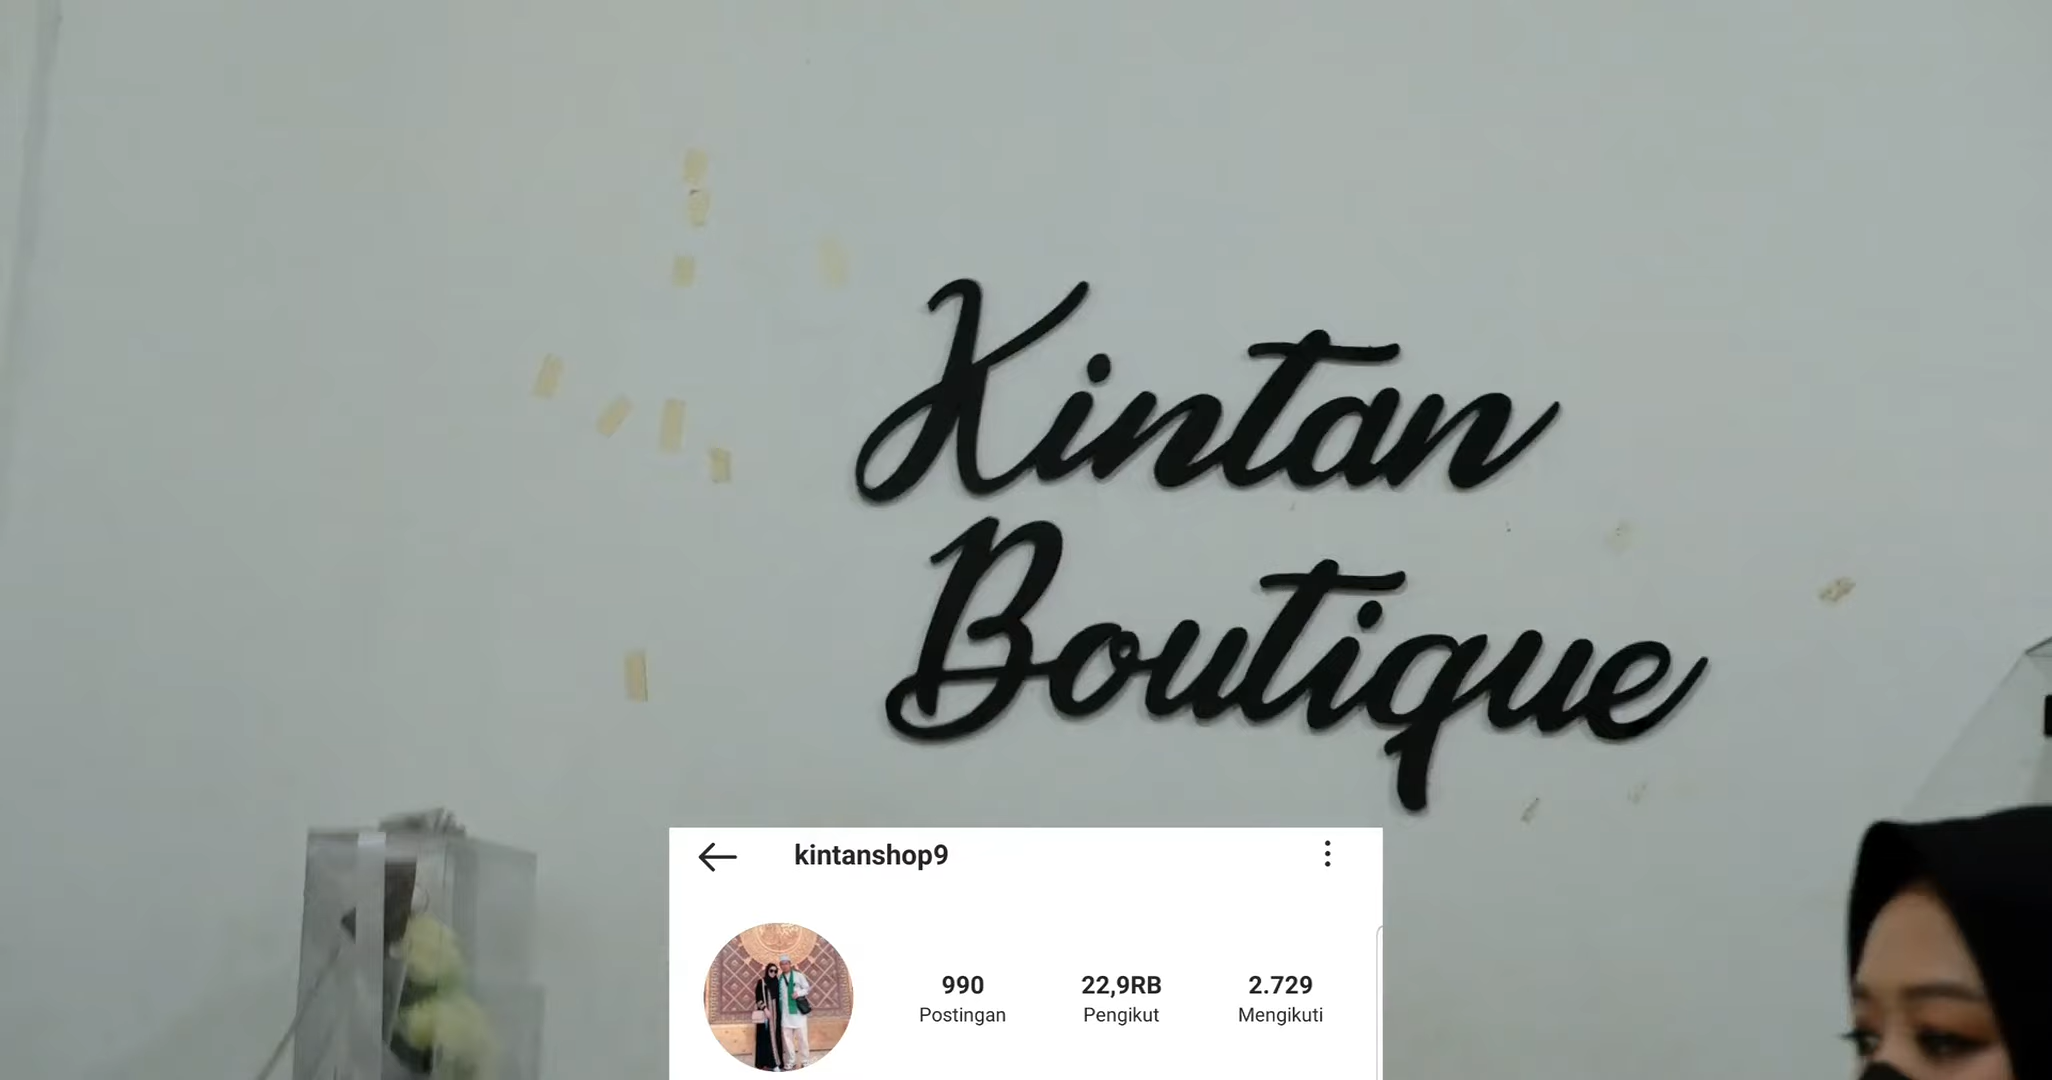 Kintan
Boutique
kintanshop9
990 22,9RB 2.729
Postingan Pengikut Mengikuti